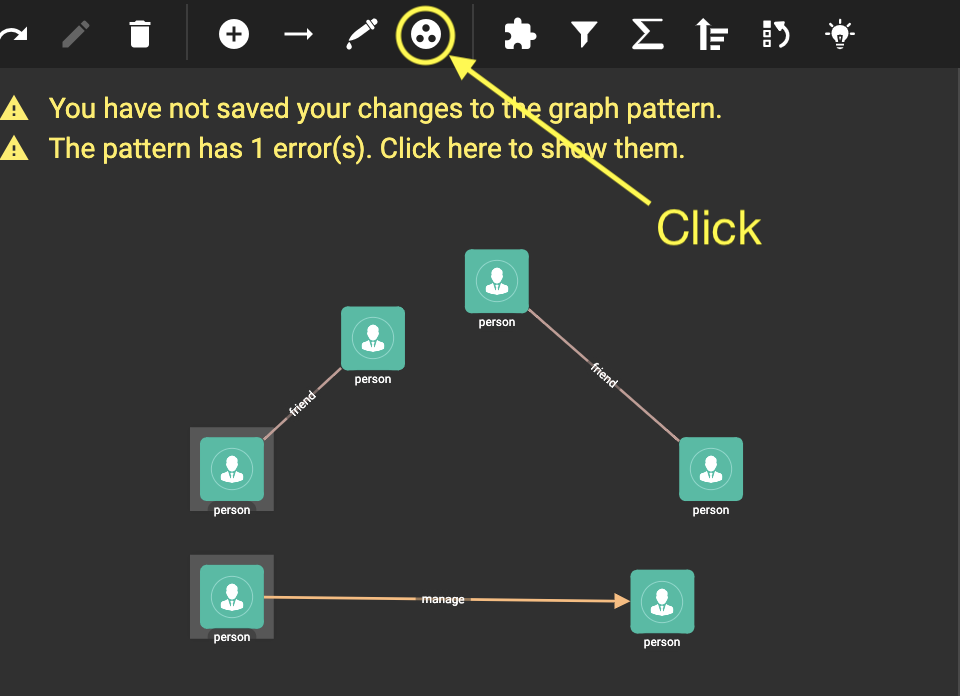 You have not saved your changes to the graph pattern.
The pattern has 1 error(s). Click here to show them.
Click
person
person
friend
friend
person
person
person
manage
person